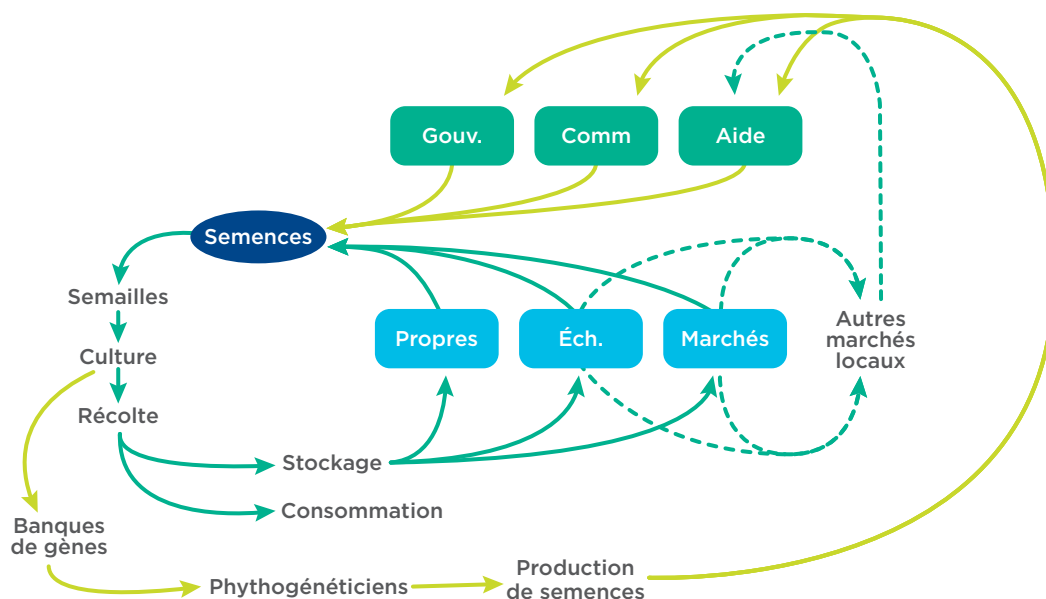 Gouv.
Comm
Aide
Semences
Semailles
Propres
Éch.
Marchés
Autres
marchés
locaux
Culture
Récolte
Stockage
Consommation
Banques
de gènes
Phythogénéticiens
Production
de semences